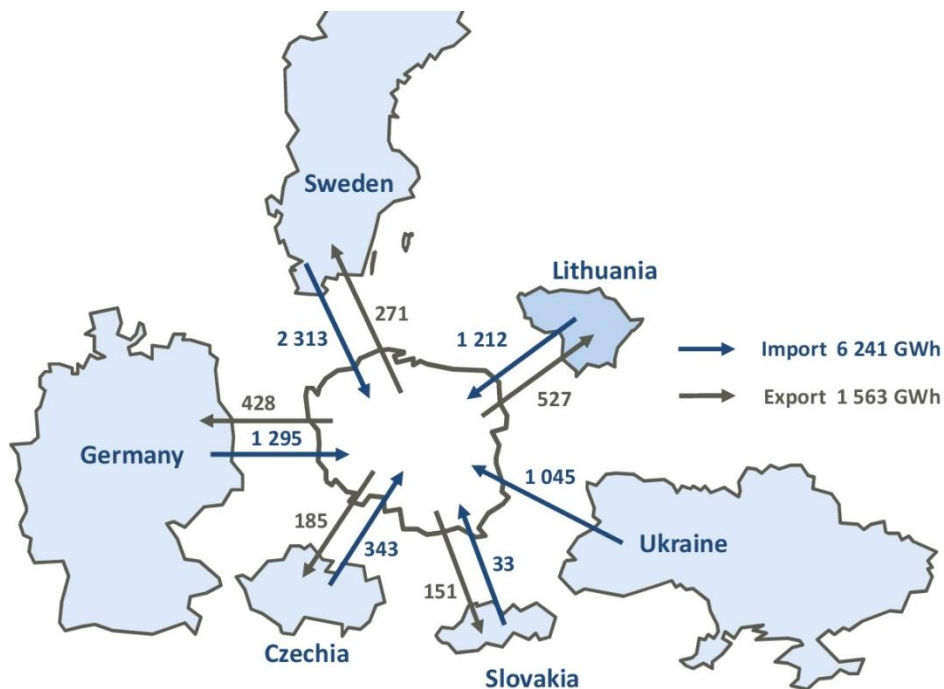 Sweden
Lithuania
271
2 313
1 212
Import 6 241 GWh
Export 1 563 GWh
527
428
1 295
Germany
1 045
185
343
33
Ukraine
151
Czechia
Slovakia